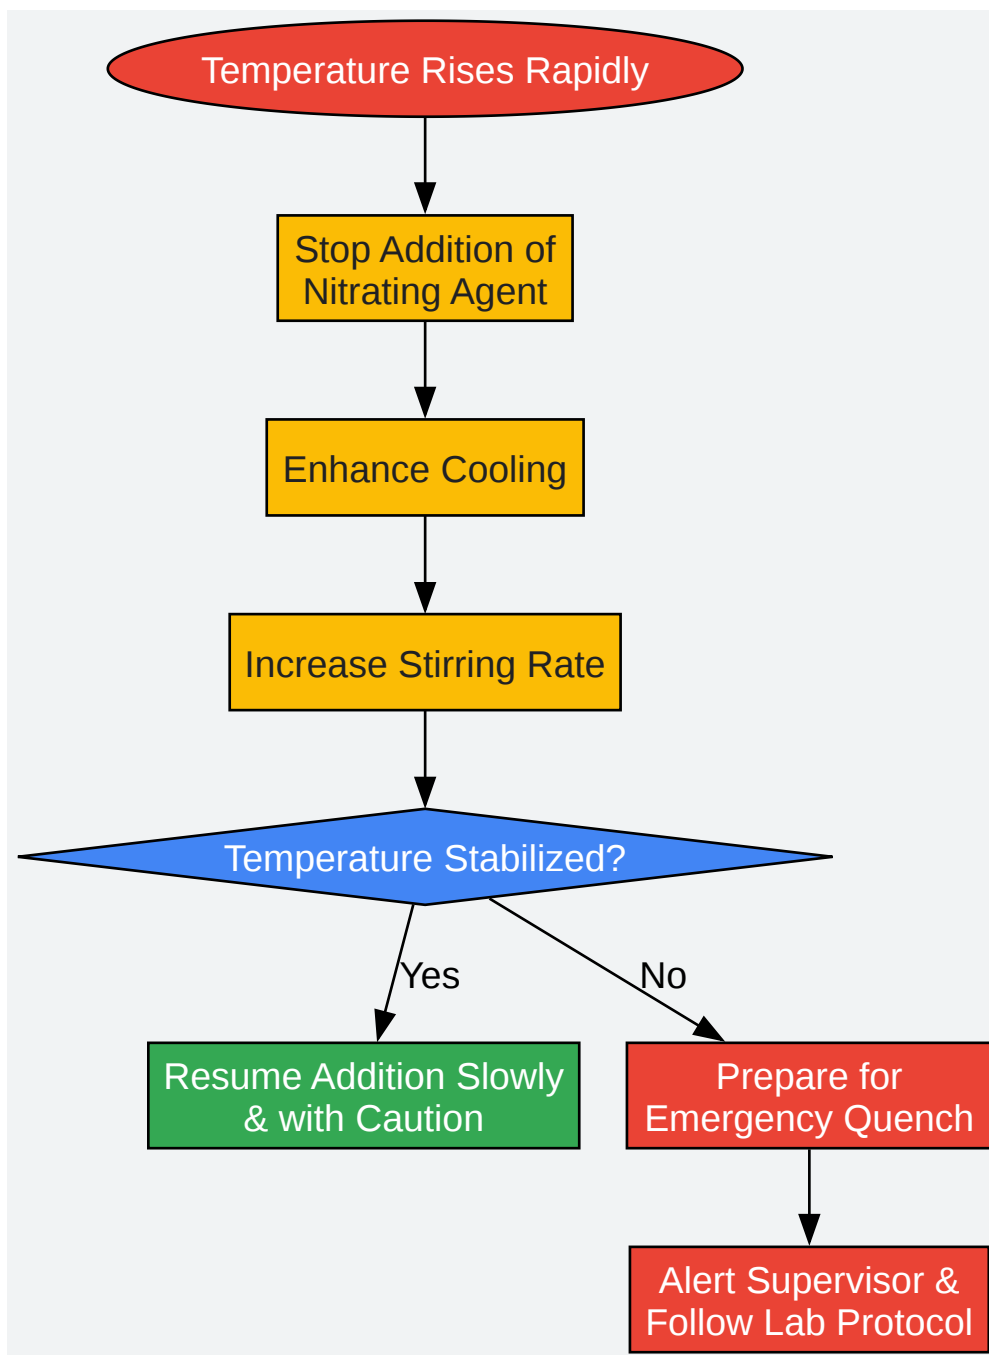 Temperature Rises Rapidly
Stop Addition of
Nitrating Agent
Enhance Cooling
Increase Stirring Rate
Temperature Stabilized?
Yes
No
Resume Addition Slowly
& with Caution
Prepare for
Emergency Quench
Alert Supervisor &
Follow Lab Protocol